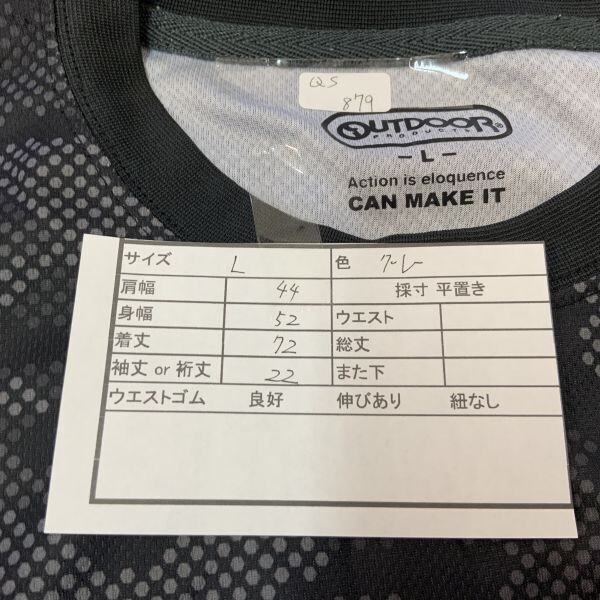 QS
879
OUTDOOR®
PRODUCTS
- L -
Action is eloquence
CAN MAKE IT
サイズ L 色 グレー
肩幅 44 採寸 平置き
身幅 52 ウエスト
着丈 72 総丈
袖丈 or 裄丈 22 また下
ウエストゴム 良好 伸びあり 紐なし